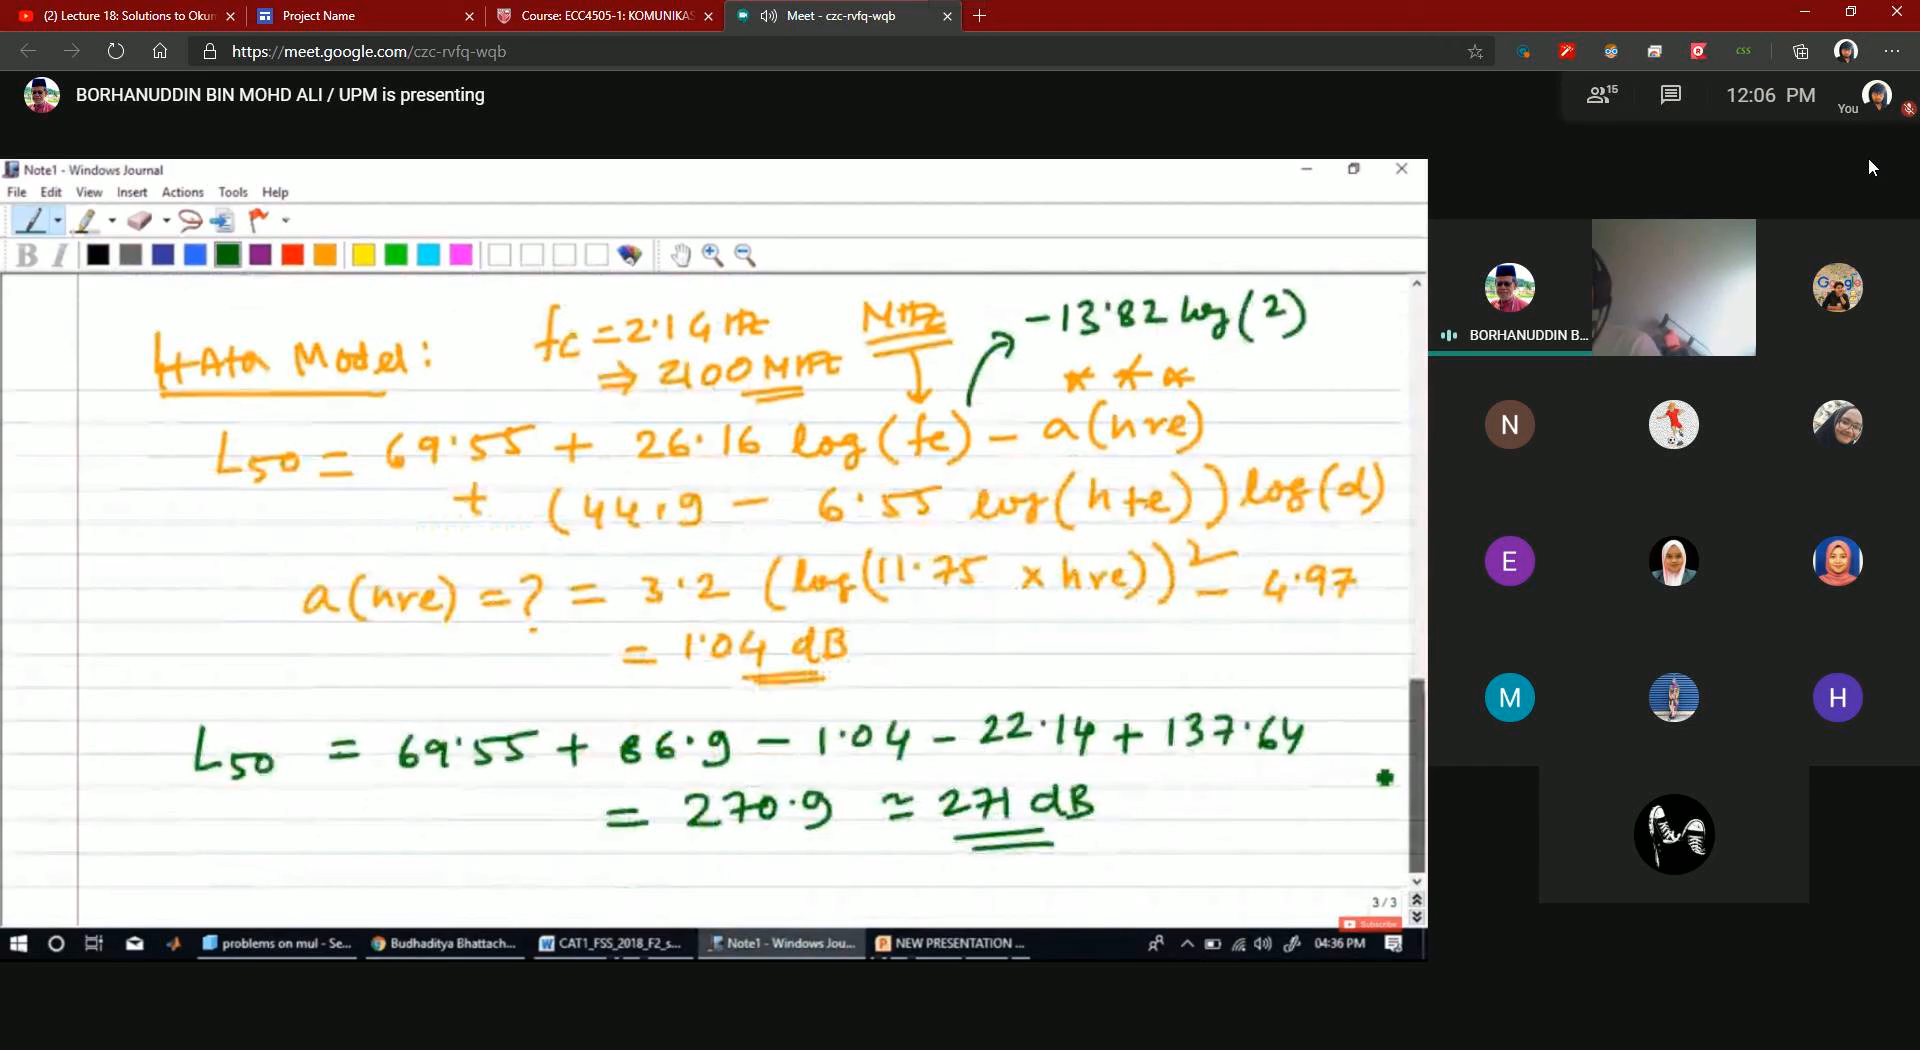 (2) Lecture 18: Solutions to Okun
Project Name
Course: ECC4505-1: KOMUNIKAS
Meet - czc-rvfq-wqb
https://meet.google.com/czc-rvfq-wqb
css
BORHANUDDIN BIN MOHD ALI / UPM is presenting
15
12:06 PM
You
Note1 - Windows Journal
File Edit View Insert Actions Tools Help
B I
fc = 2.1 GHz
MHz
-13.82 log (2)
HAta Model:
⇒ 2100 MHz
* * *
L50 = 69.55 + 26.16 log (fc) - a(hre)
+ (44.9 - 6.55 log (hte)) log (d)
a(hre) = ? = 3.2 (log (11.75 x hre))² - 4.97
= 1.04 dB
L50 = 69.55 + 86.9 - 1.04 - 22.14 + 137.64
= 270.9 ≃ 271 dB
3 / 3
Subscribe
problems on mul - Se...
Budhaditya Bhattach...
CAT1_FSS_2018_F2_s...
Note1 - Windows Jou...
NEW PRESENTATION ...
04:36 PM
BORHANUDDIN B...
Google
N
E
M
H